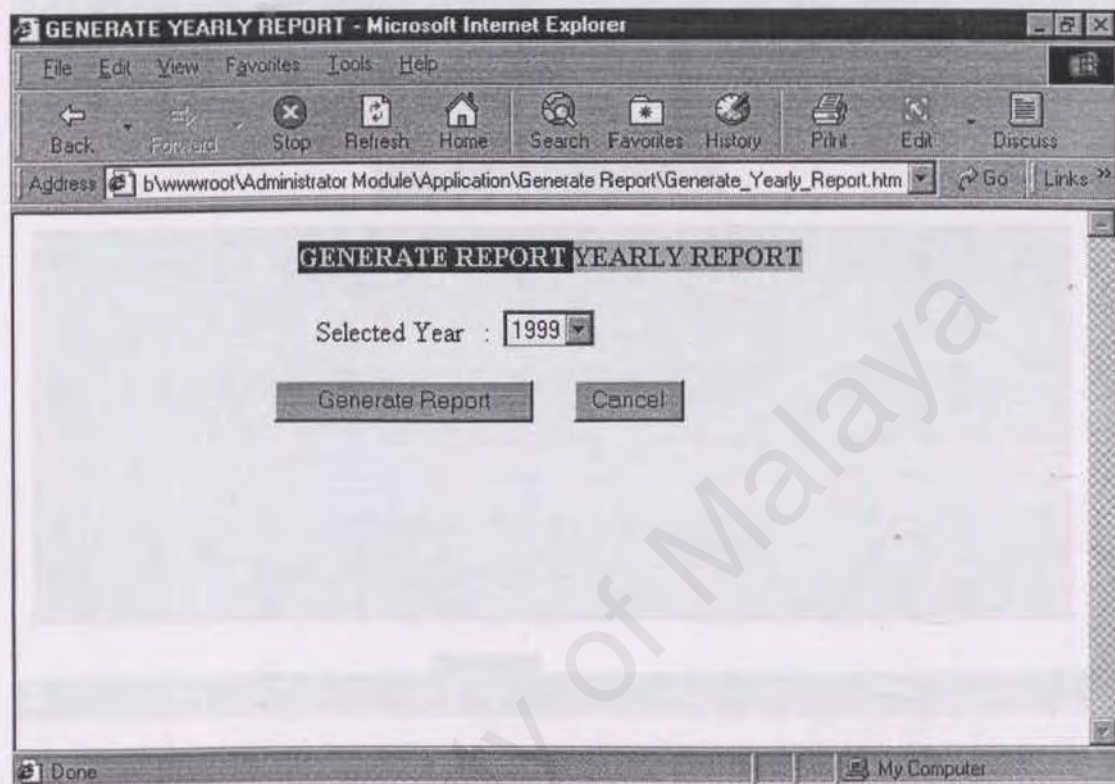 GENERATE YEARLY REPORT - Microsoft Internet Explorer
File Edit View Favorites Tools Help
Back Forward Stop Refresh Home Search Favorites History Print Edit Discuss
Address b\wwwroot\Administrator Module\Application\Generate Report\Generate_Yearly_Report.htm Go Links »
GENERATE REPORT YEARLY REPORT
Selected Year : 1999
Generate Report Cancel
Done My Computer
y of Malaya